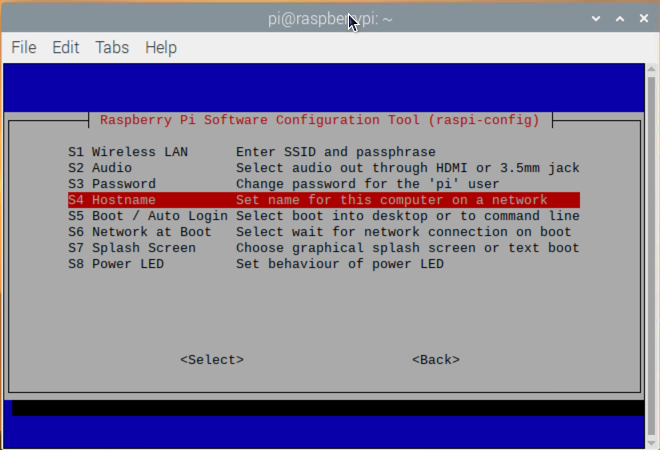 pi@raspberrypi: ~
File Edit Tabs Help
Raspberry Pi Software Configuration Tool (raspi-config)
S1 Wireless LAN Enter SSID and passphrase
S2 Audio Select audio out through HDMI or 3.5mm jack
S3 Password Change password for the 'pi' user
S4 Hostname Set name for this computer on a network
S5 Boot / Auto Login Select boot into desktop or to command line
S6 Network at Boot Select wait for network connection on boot
S7 Splash Screen Choose graphical splash screen or text boot
S8 Power LED Set behaviour of power LED
<Select> <Back>